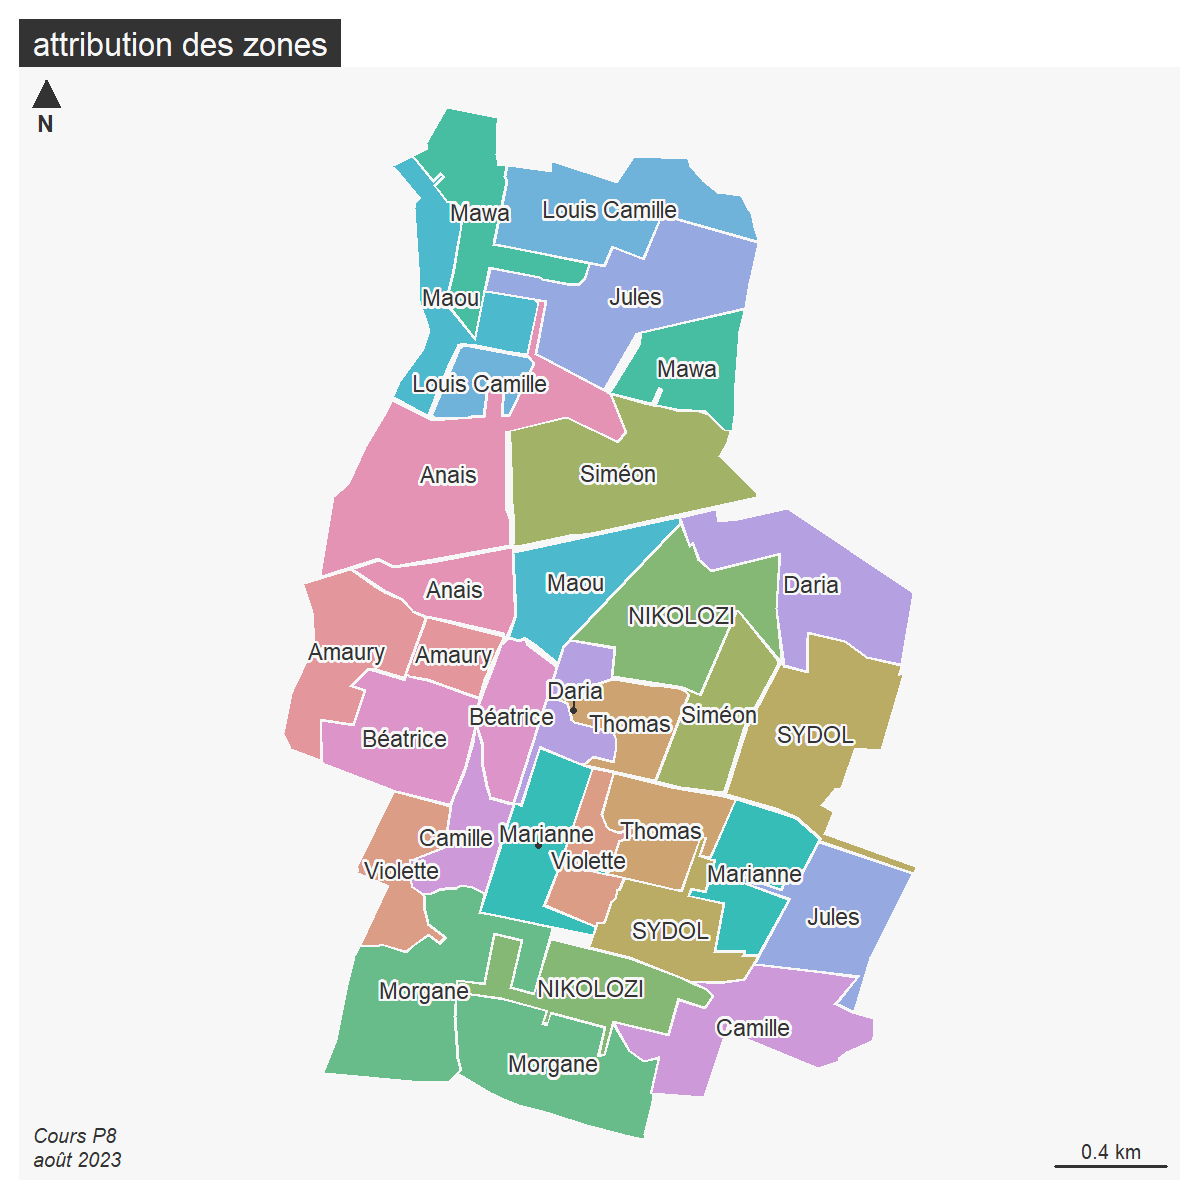 attribution des zones
N
Mawa
Louis Camille
Maou
Jules
Mawa
Louis Camille
Anais
Siméon
Anais
Maou
Daria
NIKOLOZI
Amaury
Amaury
Daria
Béatrice
Thomas
Siméon
Béatrice
SYDOL
Camille
Marianne
Thomas
Violette
Violette
Marianne
Jules
SYDOL
Morgane
NIKOLOZI
Camille
Morgane
Cours P8
août 2023
0.4 km